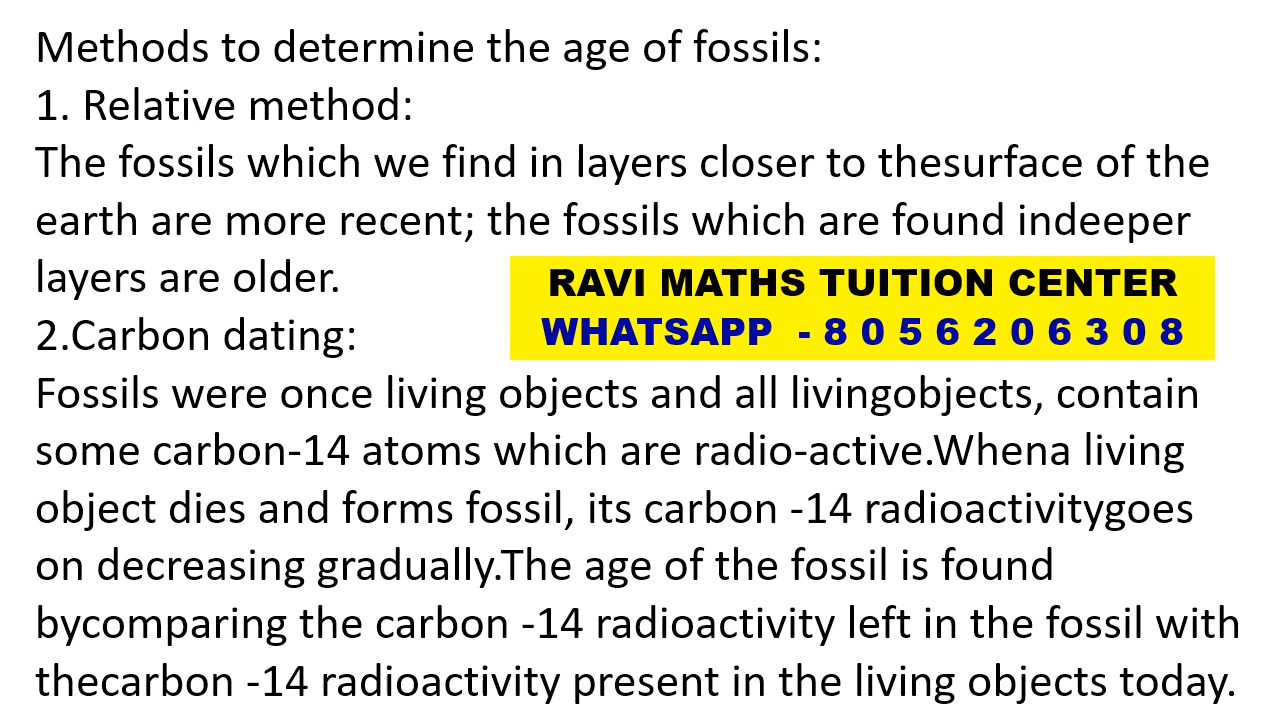 Methods to determine the age of fossils:
1. Relative method:
The fossils which we find in layers closer to thesurface of the
earth are more recent; the fossils which are found indeeper
layers are older.
RAVI MATHS TUITION CENTER
WHATSAPP - 8 0 5 6 2 0 6 3 0 8
2.Carbon dating:
Fossils were once living objects and all livingobjects, contain
some carbon-14 atoms which are radio-active.Whena living
object dies and forms fossil, its carbon -14 radioactivitygoes
on decreasing gradually.The age of the fossil is found
bycomparing the carbon -14 radioactivity left in the fossil with
thecarbon -14 radioactivity present in the living objects today.